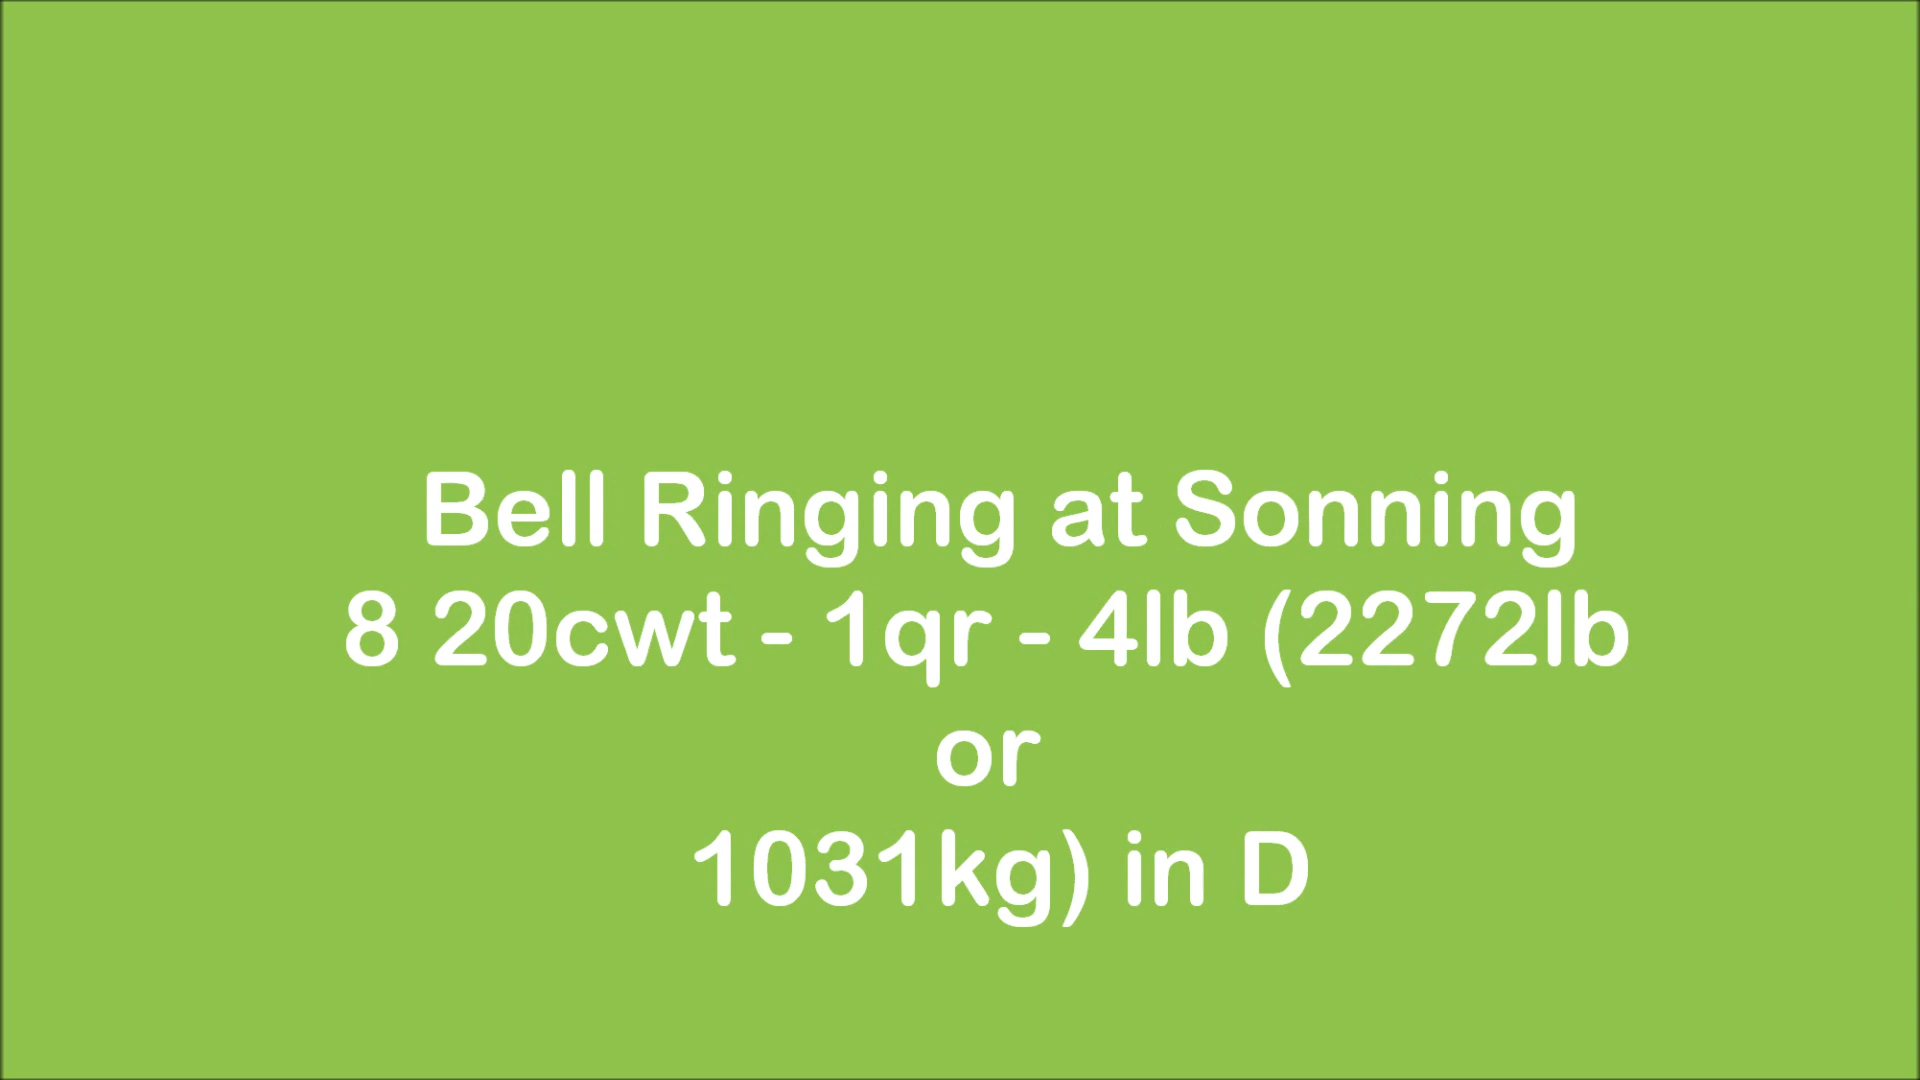 Bell Ringing at Sonning
8 20cwt - 1qr - 4lb (2272lb
or
1031kg) in D